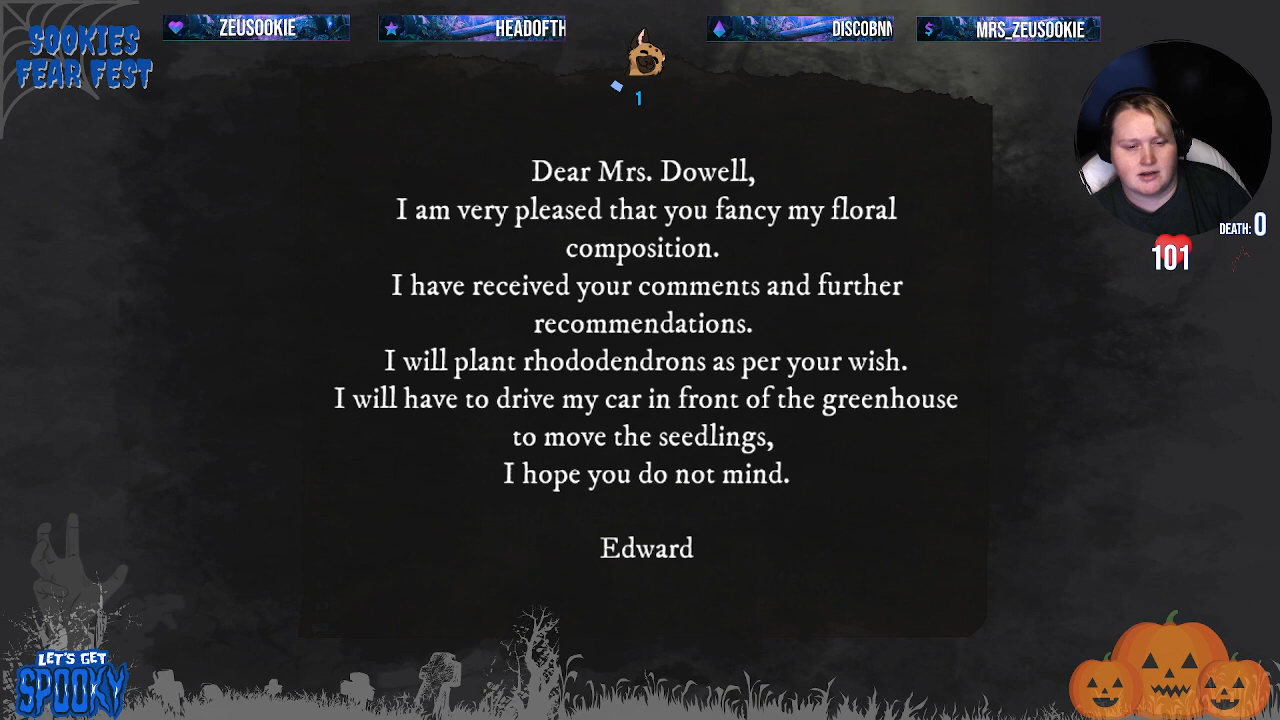 SOOKIES
FEAR FEST
ZEUSOOKIE
HEADOFTH
DISCOBNN
$
MRS_ZEUSOOKIE
1
DEATH: 0
101
Dear Mrs. Dowell,
I am very pleased that you fancy my floral
composition.
I have received your comments and further
recommendations.
I will plant rhododendrons as per your wish.
I will have to drive my car in front of the greenhouse
to move the seedlings,
I hope you do not mind.
Edward
LET'S GET
SPOOKY